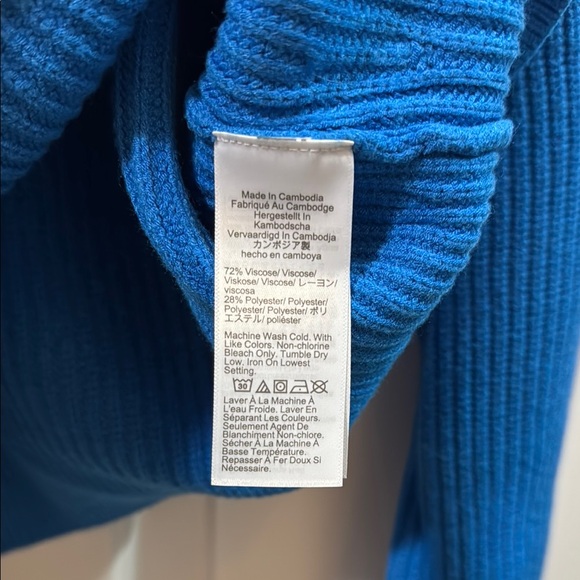 Made In Cambodia
Fabriqué Au Cambodge
Hergestellt In
Kambodscha
Vervaardigd In Cambodja
カンボジア製
hecho en camboya
72% Viscose/ Viscose/
Viskose/ Viscose/ レーヨン/
viscosa
28% Polyester/ Polyester/
Polyester/ Polyester/ ポリ
エステル/ poliéster
Machine Wash Cold. With
Like Colors. Non-chlorine
Bleach Only. Tumble Dry
Low. Iron On Lowest
Setting.
30
Laver À La Machine À
L'eau Froide. Laver En
Séparant Les Couleurs.
Seulement Agent De
Blanchiment Non-chlore.
Sécher À La Machine À
Basse Température.
Repasser À Fer Doux Si
Nécessaire.